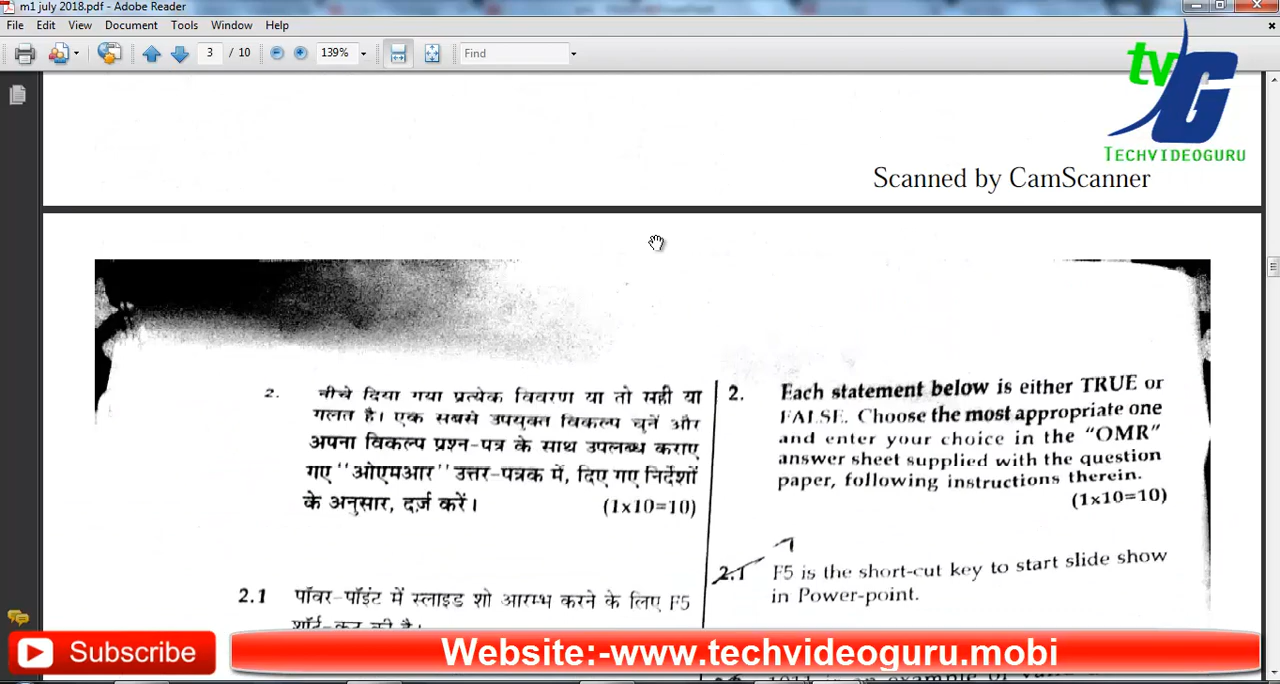 m1 july 2018.pdf - Adobe Reader
File Edit View Document Tools Window Help
3 / 10 139% Find
tvG
TECHVIDEOGURU
Scanned by CamScanner
2. नीचे दिया गया प्रत्येक विवरण या तो सही या
गलत है। एक सबसे उपयुक्त विकल्प चुनें और
अपना विकल्प प्रश्न-पत्र के साथ उपलब्ध कराए
गए "ओएमआर" उत्तर-पत्रक में, दिए गए निर्देशों
के अनुसार, दर्ज करें। (1x10=10)
2.1 पॉवर-पॉइंट में स्लाइड शो आरम्भ करने के लिए F5
शॉर्ट-कट की है।
2. Each statement below is either TRUE or
FALSE. Choose the most appropriate one
and enter your choice in the "OMR"
answer sheet supplied with the question
paper, following instructions therein.
(1x10=10)
2.1 F5 is the short-cut key to start slide show
in Power-point.
Subscribe
Website:-www.techvideoguru.mobi